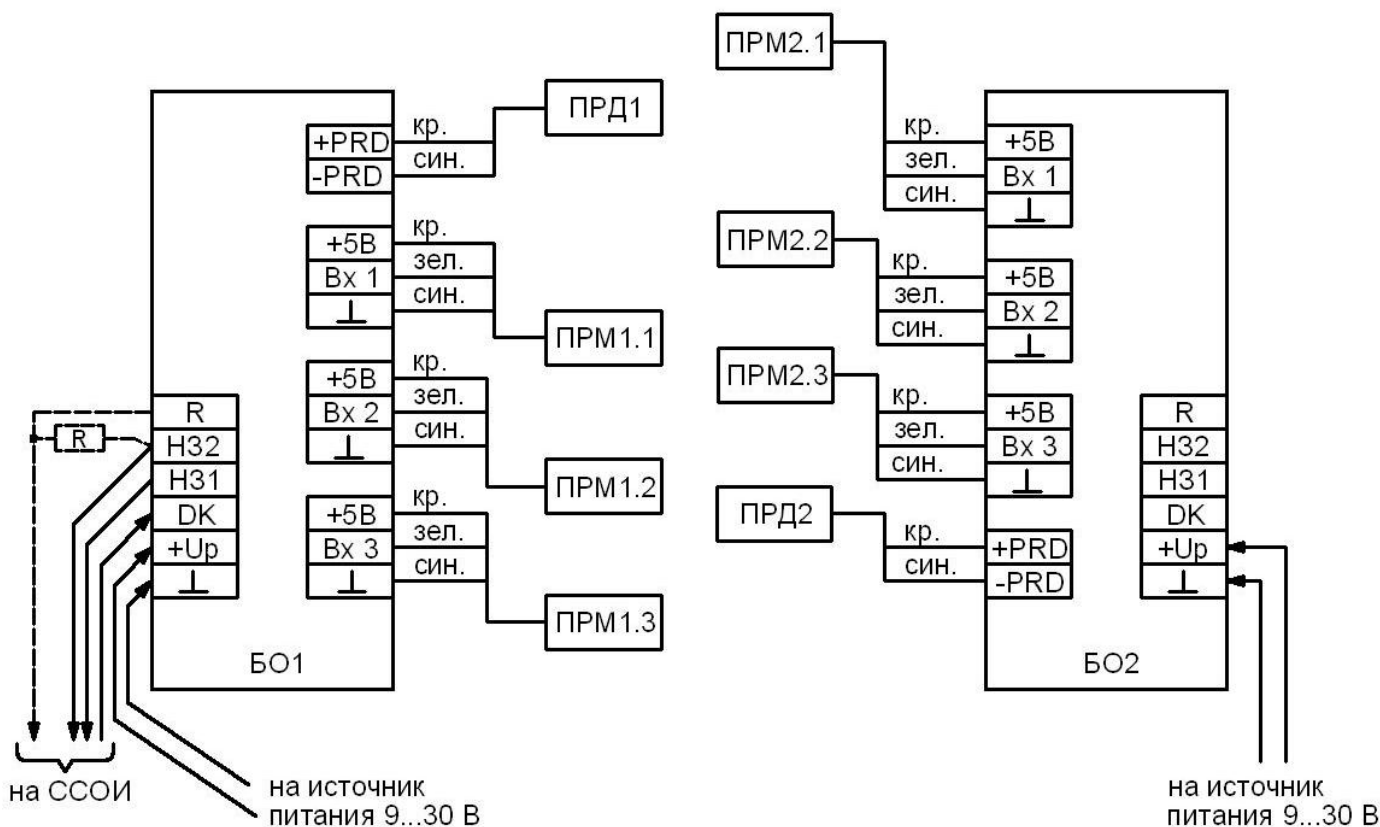 ПРМ2.1
ПРД1
кр.
син.
+PRD
-PRD
кр.
зел.
син.
+5В
Вх 1
⊥
ПРМ1.1
кр.
зел.
син.
+5В
Вх 2
⊥
ПРМ1.2
кр.
зел.
син.
+5В
Вх 3
⊥
ПРМ1.3
R
R
НЗ2
НЗ1
DK
+Up
⊥
БО1
на ССОИ
на источник
питания 9...30 В
кр.
зел.
син.
+5В
Вх 1
⊥
ПРМ2.2
кр.
зел.
син.
+5В
Вх 2
⊥
ПРМ2.3
кр.
зел.
син.
+5В
Вх 3
⊥
ПРД2
кр.
син.
+PRD
-PRD
R
НЗ2
НЗ1
DK
+Up
⊥
БО2
на источник
питания 9...30 В